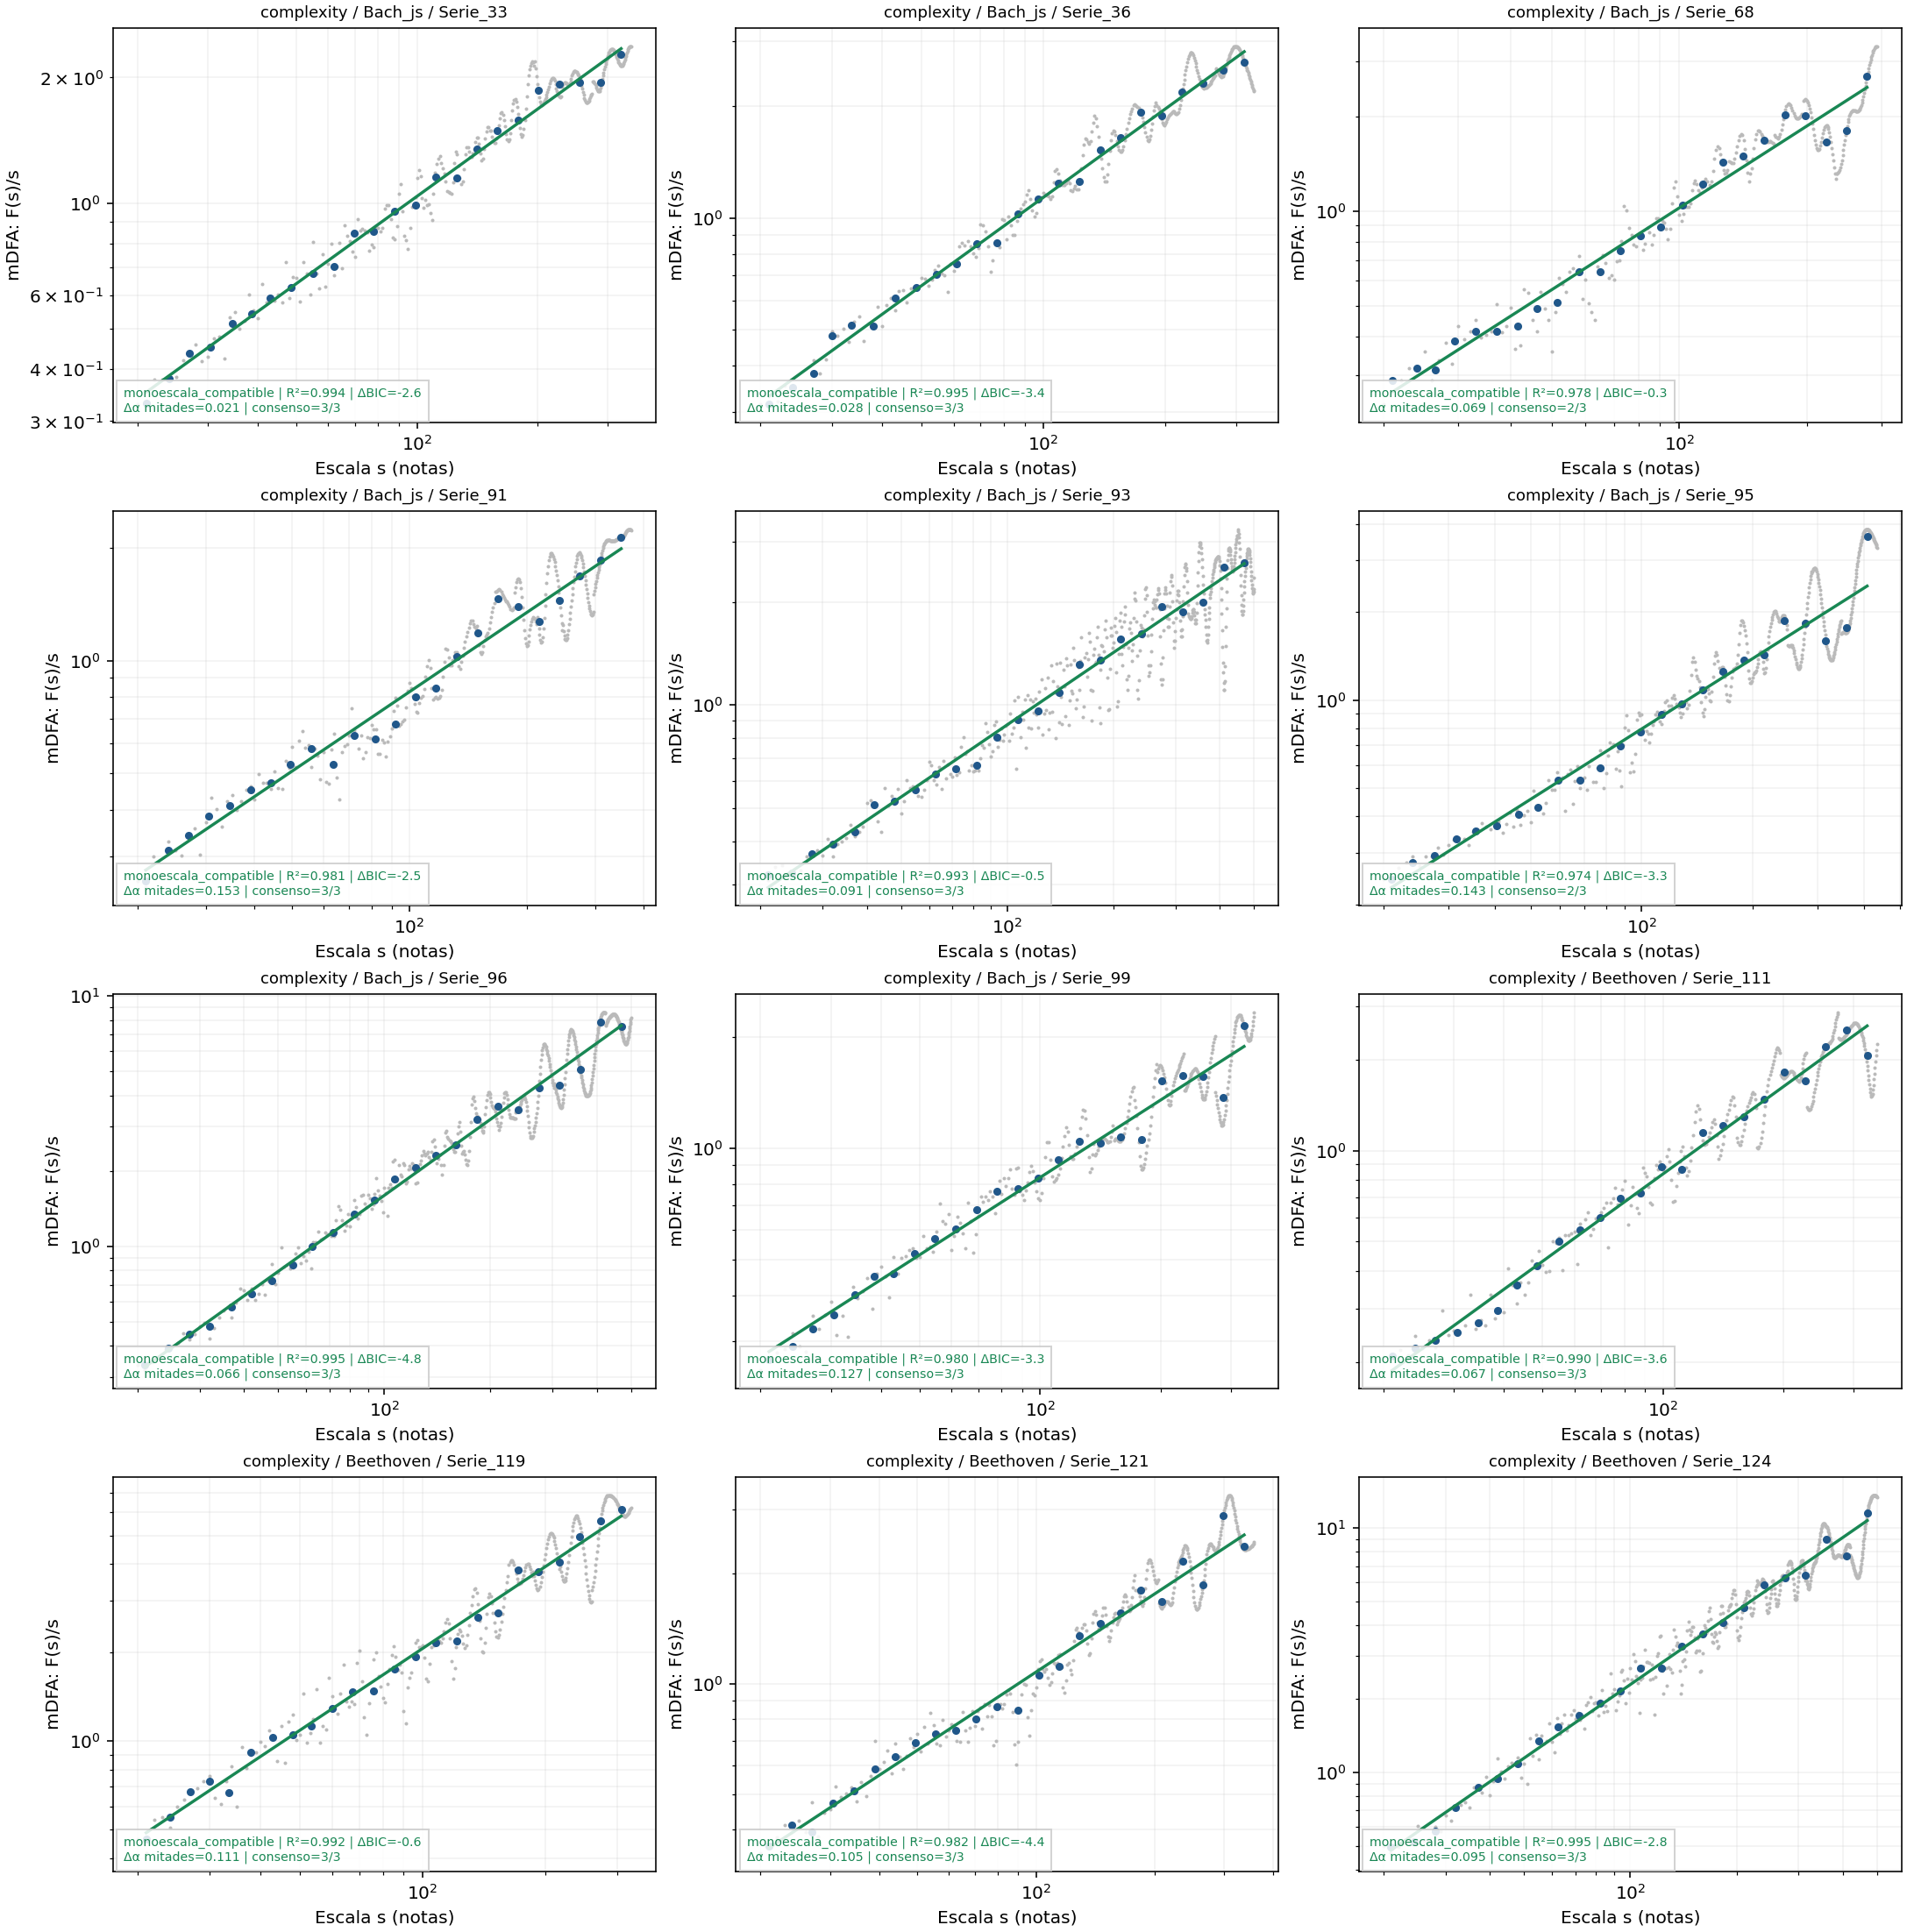 complexity / Bach_js / Serie_33
mDFA: F(s)/s
2 × 10⁰
10⁰
6 × 10⁻¹
4 × 10⁻¹
3 × 10⁻¹
monoescala_compatible | R²=0.994 | ΔBIC=-2.6
Δα mitades=0.021 | consenso=3/3
10²
Escala s (notas)
complexity / Bach_js / Serie_36
mDFA: F(s)/s
10⁰
monoescala_compatible | R²=0.995 | ΔBIC=-3.4
Δα mitades=0.028 | consenso=3/3
10²
Escala s (notas)
complexity / Bach_js / Serie_68
mDFA: F(s)/s
10⁰
monoescala_compatible | R²=0.978 | ΔBIC=-0.3
Δα mitades=0.069 | consenso=2/3
10²
Escala s (notas)
complexity / Bach_js / Serie_91
mDFA: F(s)/s
10⁰
monoescala_compatible | R²=0.981 | ΔBIC=-2.5
Δα mitades=0.153 | consenso=3/3
10²
Escala s (notas)
complexity / Bach_js / Serie_93
mDFA: F(s)/s
10⁰
monoescala_compatible | R²=0.993 | ΔBIC=-0.5
Δα mitades=0.091 | consenso=3/3
10²
Escala s (notas)
complexity / Bach_js / Serie_95
mDFA: F(s)/s
10⁰
monoescala_compatible | R²=0.974 | ΔBIC=-3.3
Δα mitades=0.143 | consenso=2/3
10²
Escala s (notas)
complexity / Bach_js / Serie_96
mDFA: F(s)/s
10¹
10⁰
monoescala_compatible | R²=0.995 | ΔBIC=-4.8
Δα mitades=0.066 | consenso=3/3
10²
Escala s (notas)
complexity / Bach_js / Serie_99
mDFA: F(s)/s
10⁰
monoescala_compatible | R²=0.980 | ΔBIC=-3.3
Δα mitades=0.127 | consenso=3/3
10²
Escala s (notas)
complexity / Beethoven / Serie_111
mDFA: F(s)/s
10⁰
monoescala_compatible | R²=0.990 | ΔBIC=-3.6
Δα mitades=0.067 | consenso=3/3
10²
Escala s (notas)
complexity / Beethoven / Serie_119
mDFA: F(s)/s
10⁰
monoescala_compatible | R²=0.992 | ΔBIC=-0.6
Δα mitades=0.111 | consenso=3/3
10²
Escala s (notas)
complexity / Beethoven / Serie_121
mDFA: F(s)/s
10⁰
monoescala_compatible | R²=0.982 | ΔBIC=-4.4
Δα mitades=0.105 | consenso=3/3
10²
Escala s (notas)
complexity / Beethoven / Serie_124
mDFA: F(s)/s
10¹
10⁰
monoescala_compatible | R²=0.995 | ΔBIC=-2.8
Δα mitades=0.095 | consenso=3/3
10²
Escala s (notas)